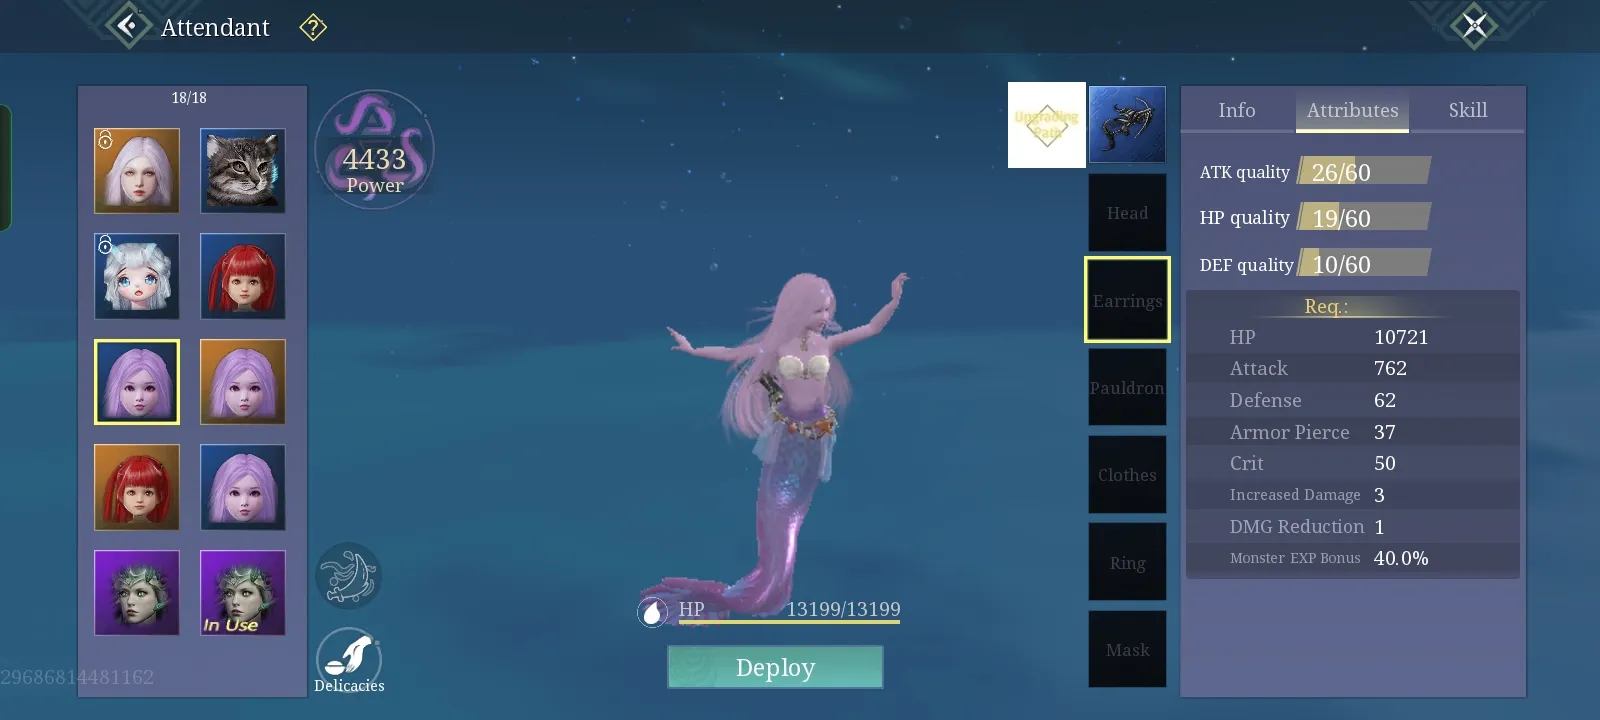 Attendant
?
18/18
4433
Power
In Use
29686814481162
Delicacies
HP 13199/13199
Deploy
Upgrading
Path
Head
Earrings
Pauldron
Clothes
Ring
Mask
Info Attributes Skill
ATK quality 26/60
HP quality 19/60
DEF quality 10/60
Req.:
HP 10721
Attack 762
Defense 62
Armor Pierce 37
Crit 50
Increased Damage 3
DMG Reduction 1
Monster EXP Bonus 40.0%